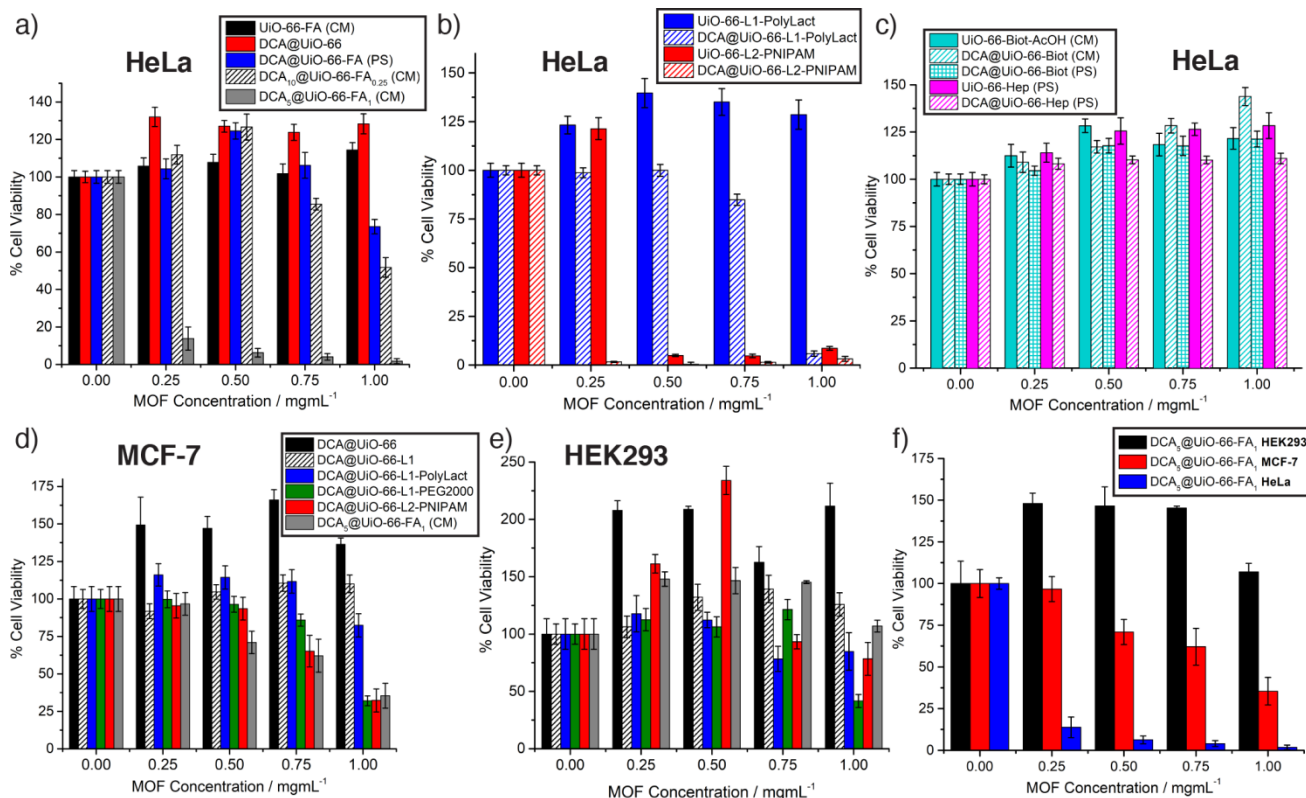 a)
HeLa
UiO-66-FA (CM)
DCA@UiO-66
DCA@UiO-66-FA (PS)
DCA₁₀@UiO-66-FA₀.₂₅ (CM)
DCA₅@UiO-66-FA₁ (CM)
% Cell Viability
140
120
100
80
60
40
20
0
0.00 0.25 0.50 0.75 1.00
MOF Concentration / mgmL⁻¹
b)
HeLa
UiO-66-L1-PolyLact
DCA@UiO-66-L1-PolyLact
UiO-66-L2-PNIPAM
DCA@UiO-66-L2-PNIPAM
% Cell Viability
150
125
100
75
50
25
0
0.00 0.25 0.50 0.75 1.00
MOF Concentration / mgmL⁻¹
c)
HeLa
UiO-66-Biot-AcOH (CM)
DCA@UiO-66-Biot (CM)
DCA@UiO-66-Biot (PS)
UiO-66-Hep (PS)
DCA@UiO-66-Hep (PS)
% Cell Viability
150
125
100
75
50
25
0
0.00 0.25 0.50 0.75 1.00
MOF Concentration / mgmL⁻¹
d)
MCF-7
DCA@UiO-66
DCA@UiO-66-L1
DCA@UiO-66-L1-PolyLact
DCA@UiO-66-L1-PEG2000
DCA@UiO-66-L2-PNIPAM
DCA₅@UiO-66-FA₁ (CM)
% Cell Viability
175
150
125
100
75
50
25
0
0.00 0.25 0.50 0.75 1.00
MOF Concentration / mgmL⁻¹
e)
HEK293
% Cell Viability
250
200
150
100
50
0
0.00 0.25 0.50 0.75 1.00
MOF Concentration / mgmL⁻¹
f)
DCA₅@UiO-66-FA₁ HEK293
DCA₅@UiO-66-FA₁ MCF-7
DCA₅@UiO-66-FA₁ HeLa
% Cell Viability
175
150
125
100
75
50
25
0
0.00 0.25 0.50 0.75 1.00
MOF Concentration / mgmL⁻¹